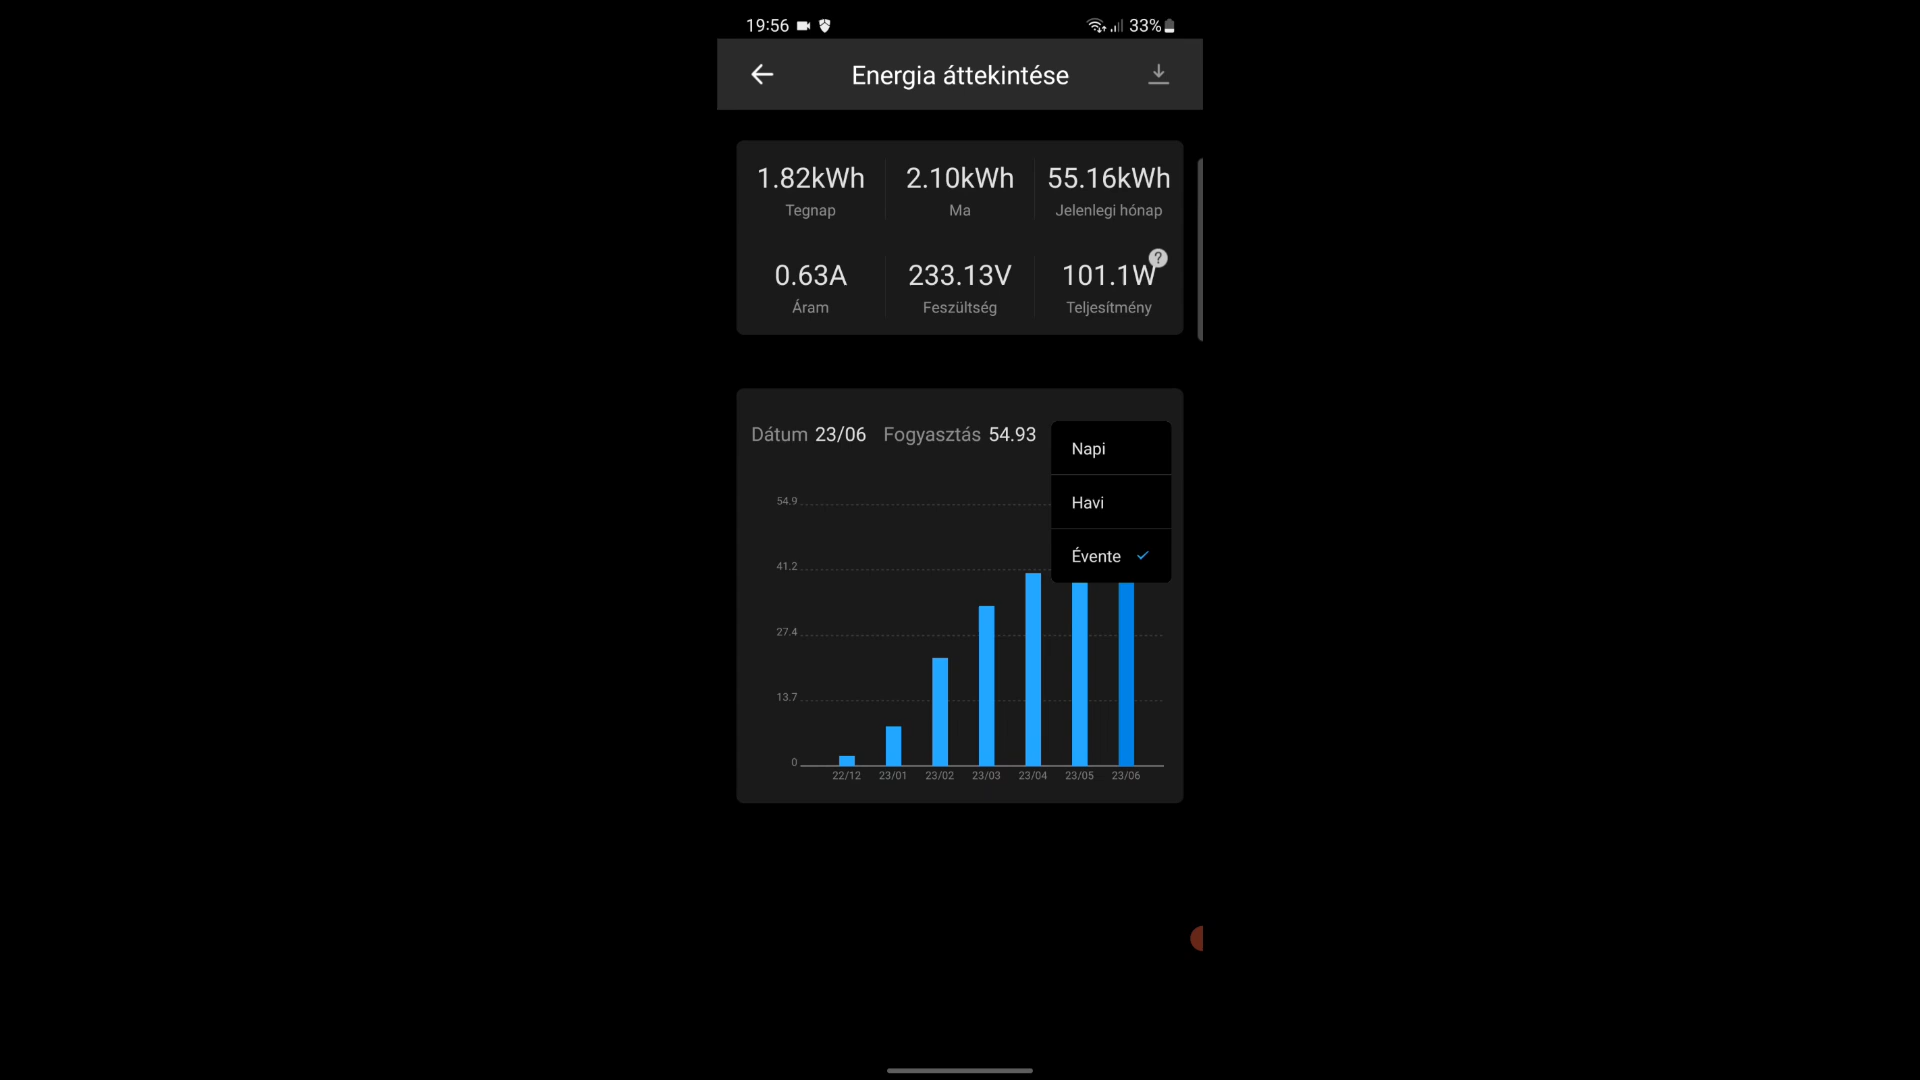 19:56
33%
Energia áttekintése
1.82kWh 2.10kWh 55.16kWh
Tegnap Ma Jelenlegi hónap
?
0.63A 233.13V 101.1W
Áram Feszültség Teljesítmény
Dátum 23/06 Fogyasztás 54.93
Napi
Havi
Évente
54.9
41.2
27.4
13.7
0
22/12 23/01 23/02 23/03 23/04 23/05 23/06